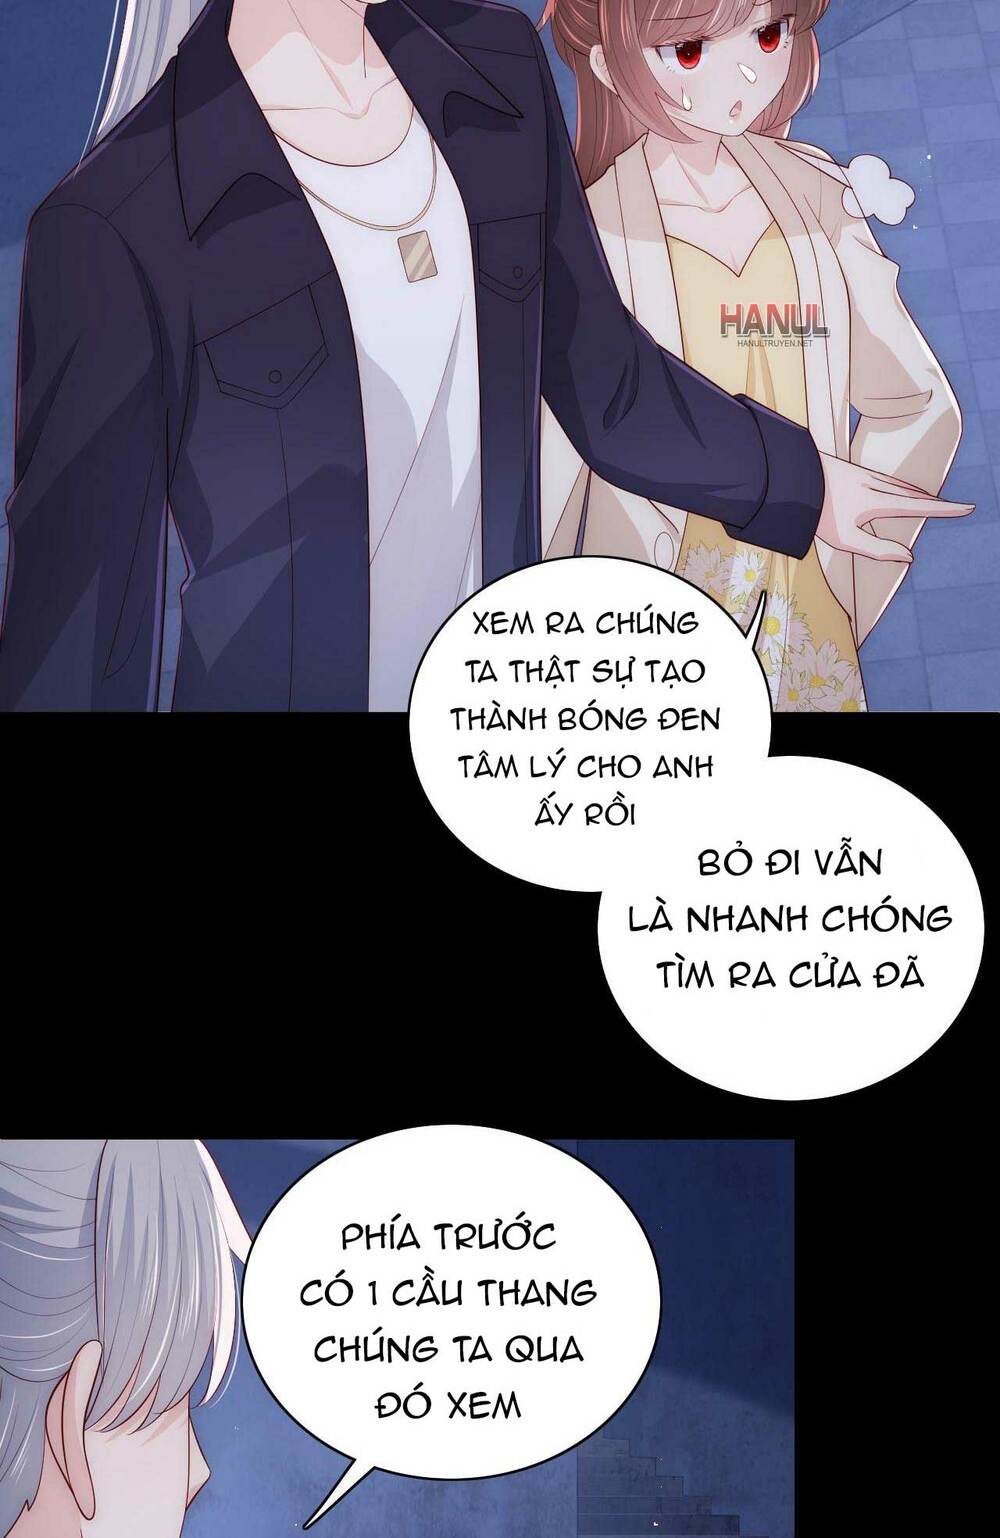 HANUL
HANULTRUYEN.NET
XEM RA CHÚNG
TA THẬT SỰ TẠO
THÀNH BÓNG ĐEN
TÂM LÝ CHO ANH
ẤY RỒI
BỎ ĐI VẪN
LÀ NHANH CHÓNG
TÌM RA CỬA ĐÃ
PHÍA TRƯỚC
CÓ 1 CẦU THANG
CHÚNG TA QUA
ĐÓ XEM